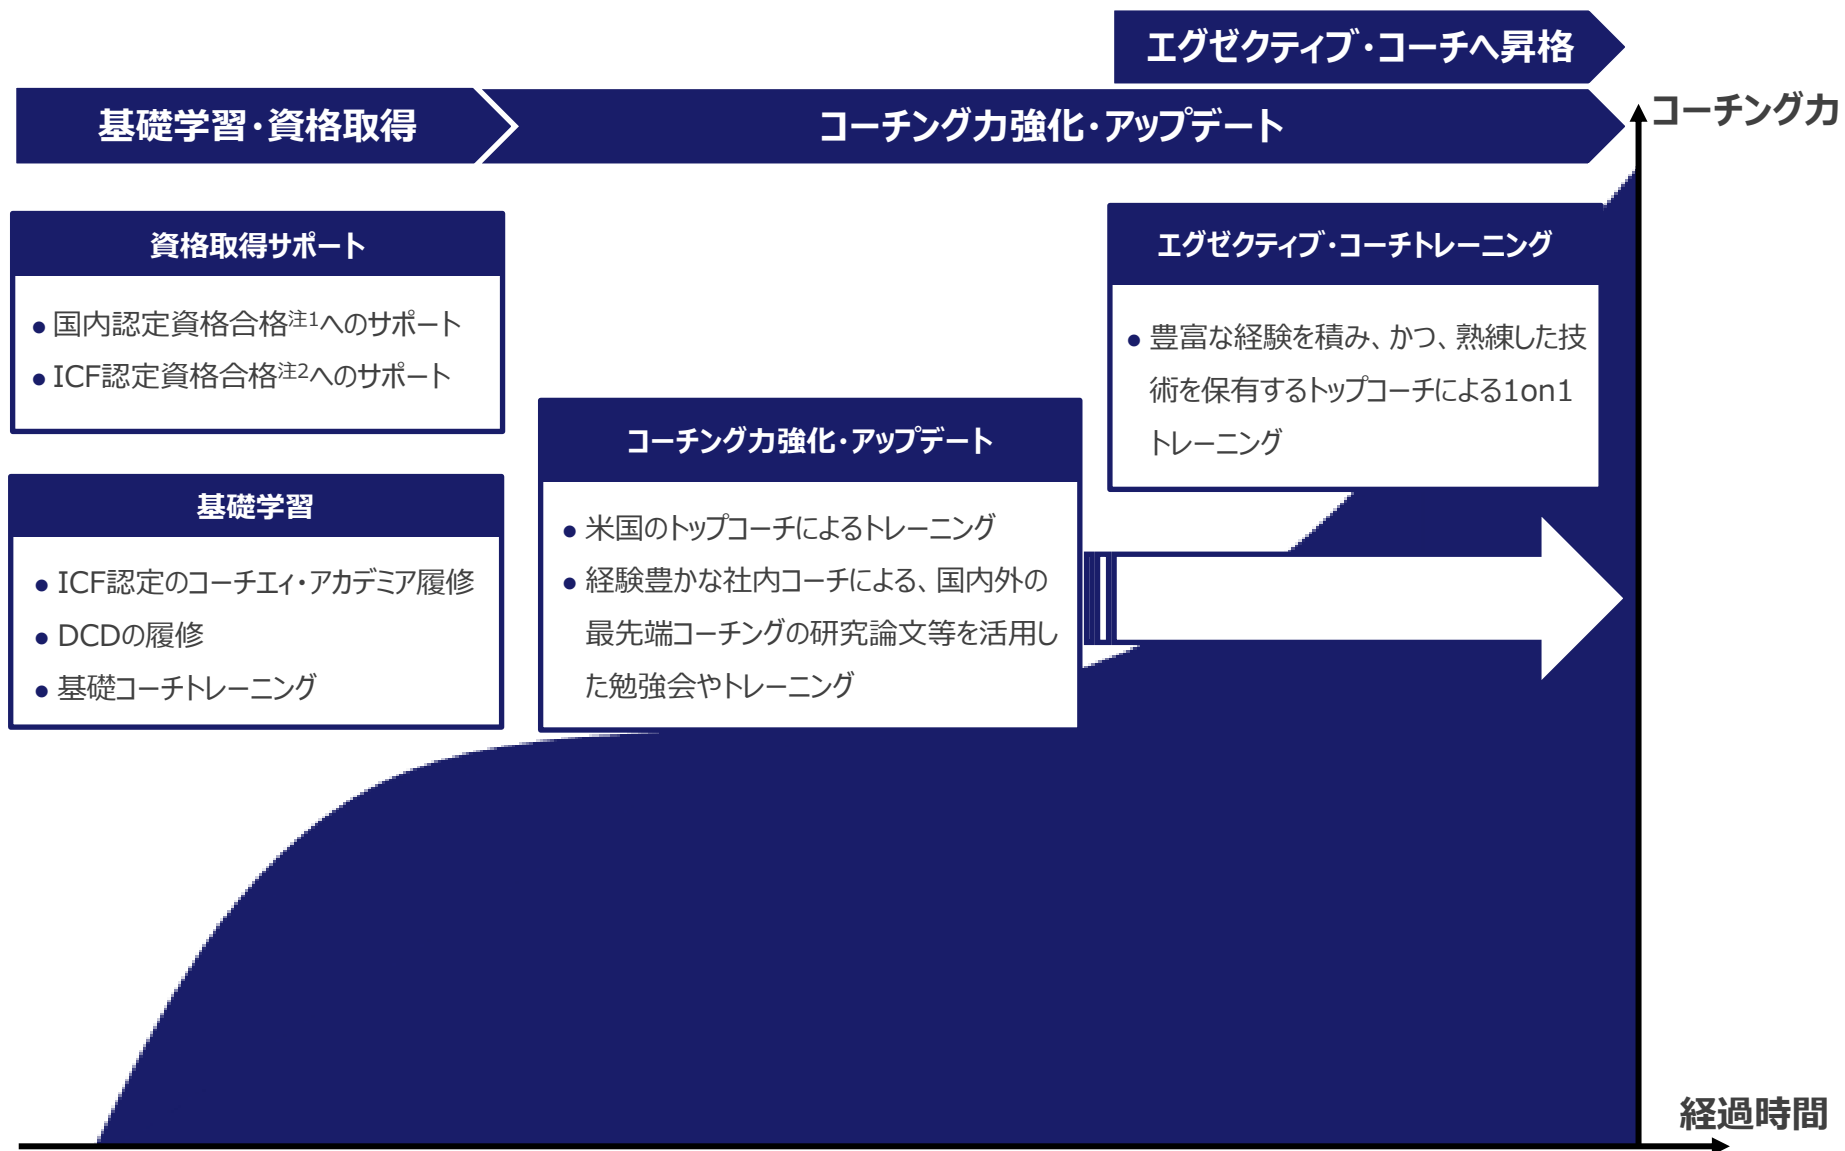 エグゼクティブ・コーチへ昇格
基礎学習・資格取得
コーチング力強化・アップデート
コーチング力
資格取得サポート
● 国内認定資格合格注1へのサポート
● ICF認定資格合格注2へのサポート
基礎学習
● ICF認定のコーチエィ・アカデミア履修
● DCDの履修
● 基礎コーチトレーニング
コーチング力強化・アップデート
● 米国のトップコーチによるトレーニング
● 経験豊かな社内コーチによる、国内外の
最先端コーチングの研究論文等を活用し
た勉強会やトレーニング
エグゼクティブ・コーチトレーニング
● 豊富な経験を積み、かつ、熟練した技
術を保有するトップコーチによる1on1
トレーニング
経過時間